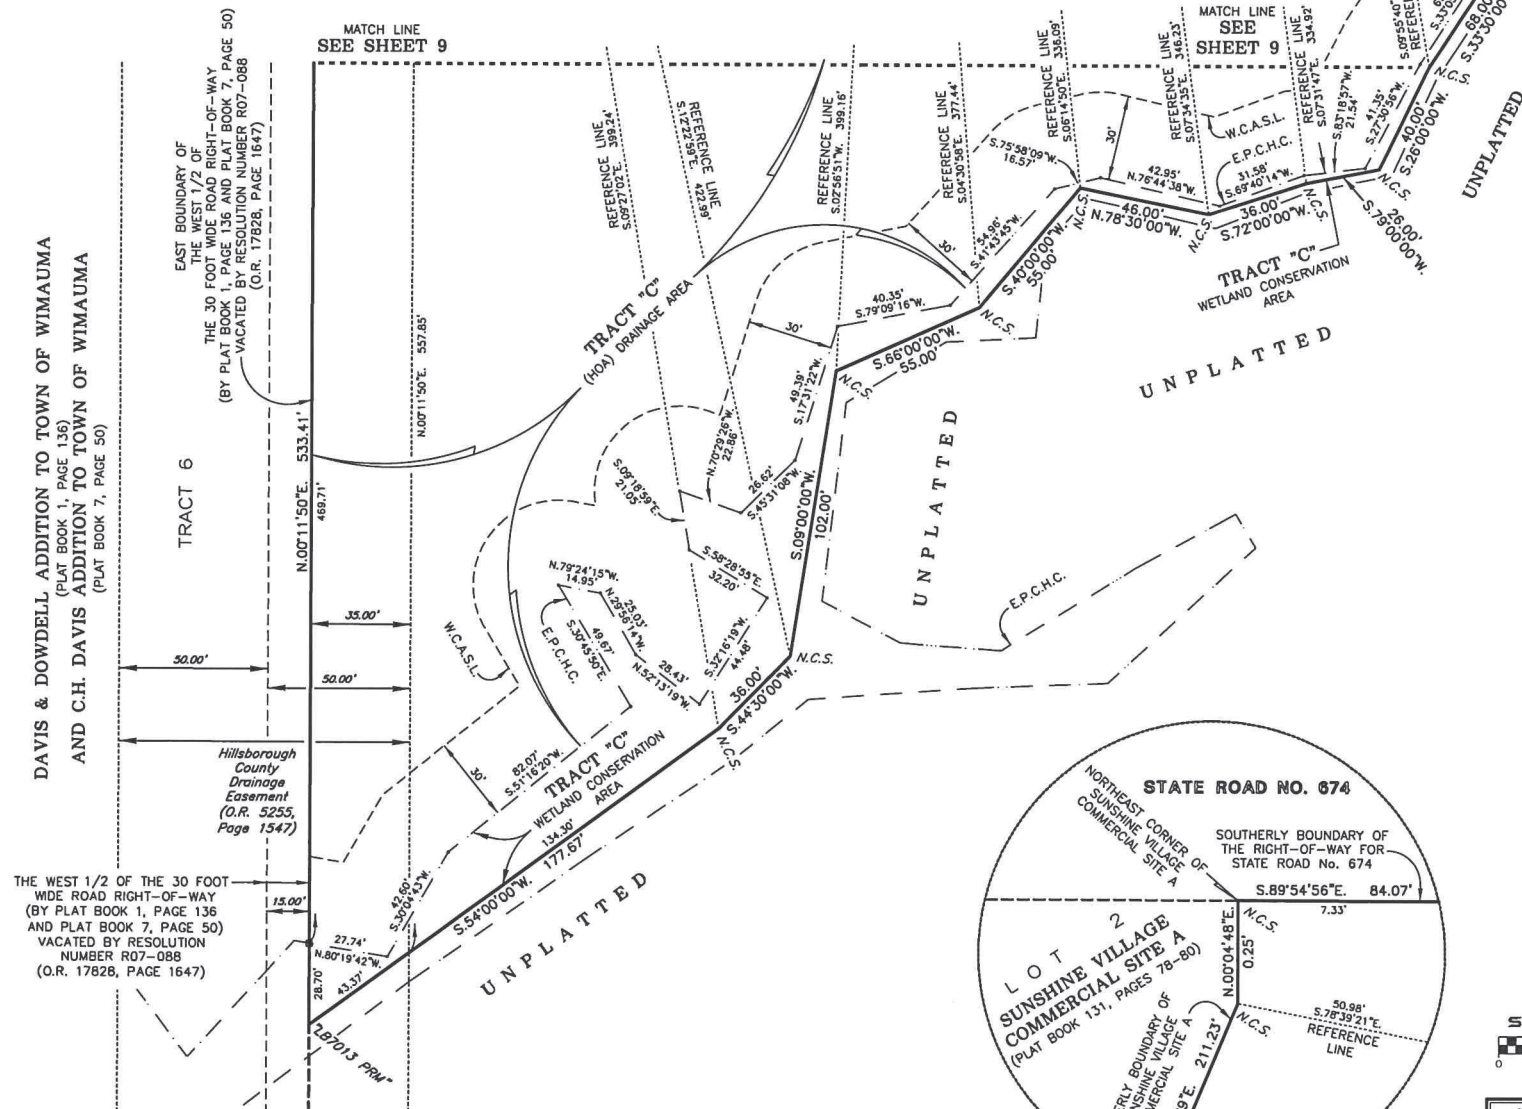 MATCH LINE
SEE SHEET 9
MATCH LINE
SEE
SHEET 9
EAST BOUNDARY OF
THE WEST 1/2 OF
THE 30 FOOT WIDE ROAD RIGHT-OF-WAY
(BY PLAT BOOK 1, PAGE 136 AND PLAT BOOK 7, PAGE 50)
VACATED BY RESOLUTION NUMBER R07-088
(O.R. 17828, PAGE 1647)
DAVIS & DOWDELL ADDITION TO TOWN OF WIMAUMA
(PLAT BOOK 1, PAGE 136)
AND C.H. DAVIS ADDITION TO TOWN OF WIMAUMA
(PLAT BOOK 7, PAGE 50)
TRACT 6
N.00°11'50"E. 533.41'
469.71'
N.00°11'50"E. 557.85'
35.00'
50.00'
50.00'
Hillsborough
County
Drainage
Easement
(O.R. 5255,
Page 1547)
THE WEST 1/2 OF THE 30 FOOT
WIDE ROAD RIGHT-OF-WAY
(BY PLAT BOOK 1, PAGE 136
AND PLAT BOOK 7, PAGE 50)
VACATED BY RESOLUTION
NUMBER R07-088
(O.R. 17828, PAGE 1647)
15.00'
28.70'
27.74'
N.80°19'42"W.
43.37'
"LB7013 PRM"
42.60'
S.30°04'43"W.
S.54°00'00"W. 177.67'
134.30'
UNPLATTED
30'
82.07'
S.51°16'20"W.
TRACT "C"
WETLAND CONSERVATION
AREA
W.C.A.S.L.
E.P.C.H.C.
N.79°24'15"W.
14.95'
25.03'
N.29°56'14"W.
49.67'
S.30°45'50"E.
28.43'
N.52°13'19"W.
S.32°16'19"W.
44.48'
S.58°28'55"E.
32.20'
S.09°18'59"E.
21.05'
N.70°29'26"W.
22.86'
26.62'
S.45°31'08"W.
49.39'
S.17°31'22"W.
30'
TRACT "C"
(HOA) DRAINAGE AREA
REFERENCE LINE
S.09°27'02"E. 399.24'
REFERENCE LINE
S.12°22'59"E. 422.99'
REFERENCE LINE
S.02°56'51"W. 399.16'
REFERENCE LINE
S.04°30'58"E. 377.44'
REFERENCE LINE
S.06°14'50"E. 336.09'
REFERENCE LINE
S.07°34'35"E. 346.23'
REFERENCE LINE
S.07°31'47"E. 334.92'
36.00'
S.44°30'00"W.
N.C.S.
N.C.S.
S.09°00'00"W.
102.00'
N.C.S.
S.66°00'00"W.
55.00'
N.C.S.
40.35'
S.79°09'16"W.
30'
54.96'
S.41°43'45"W.
S.40°00'00"W.
55.00'
N.C.S.
S.75°58'09"W.
16.57'
30'
42.95'
N.76°44'38"W.
46.00'
N.78°30'00"W.
N.C.S.
W.C.A.S.L.
E.P.C.H.C.
31.58'
S.69°40'14"W.
36.00'
S.72°00'00"W.
N.C.S.
S.83°18'57"W.
21.54'
41.35'
S.27°30'56"W.
26.00'
S.79°00'00"W.
N.C.S.
40.00'
S.26°00'00"W.
N.C.S.
68.00'
S.33°30'00"
S.09°55'40"
TRACT "C"
WETLAND CONSERVATION
AREA
UNPLATTED
UNPLATTED
UNPLATTED
E.P.C.H.C.
STATE ROAD NO. 674
NORTHEAST CORNER OF
SUNSHINE VILLAGE
COMMERCIAL SITE A
SOUTHERLY BOUNDARY OF
THE RIGHT-OF-WAY FOR
STATE ROAD No. 674
S.89°54'56"E. 84.07'
7.33'
N.C.S.
N.00°04'48"E.
0.25'
LOT 2
SUNSHINE VILLAGE
COMMERCIAL SITE A
(PLAT BOOK 131, PAGES 78-80)
N.C.S.
50.98'
S.78°39'21"E.
REFERENCE
LINE
211.23'